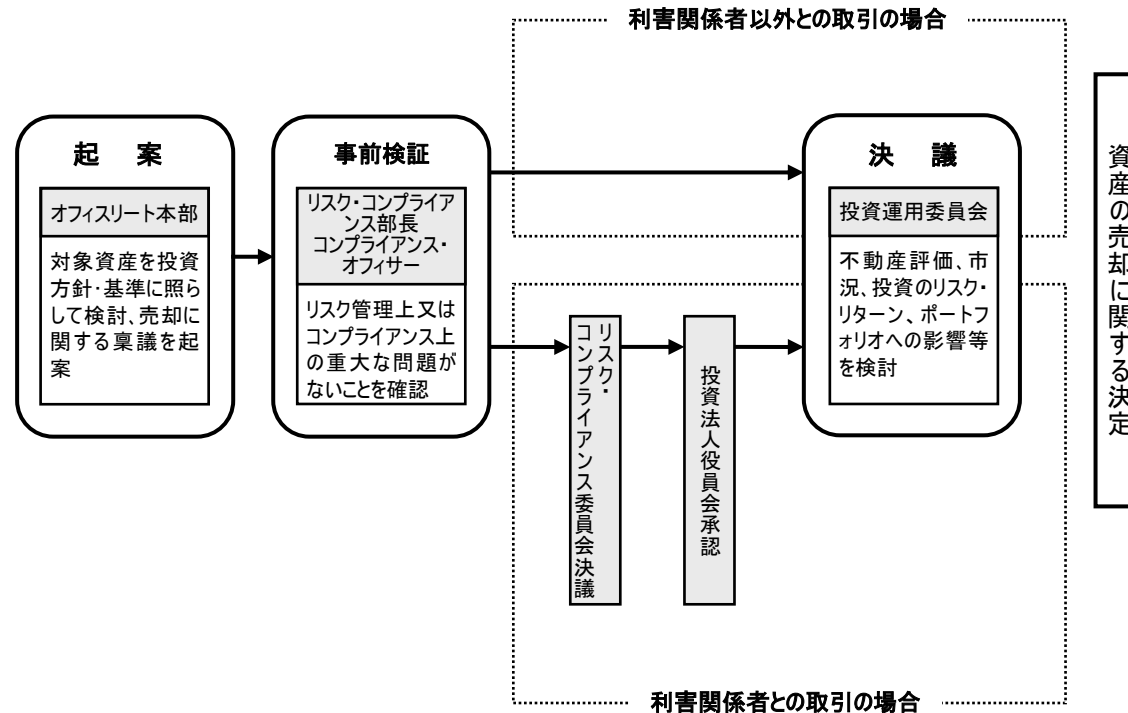 利害関係者以外との取引の場合
起　案
オフィスリート本部
対象資産を投資
方針・基準に照ら
して検討、売却に
関する稟議を起
案
事前検証
リスク・コンプライア
ンス部長
コンプライアンス・
オフィサー
リスク管理上又は
コンプライアンス上
の重大な問題が
ないことを確認
リスク・
コンプライアンス委員会決議
投資法人役員会承認
決　議
投資運用委員会
不動産評価、市
況、投資のリスク・
リターン、ポートフ
ォリオへの影響等
を検討
資産の売却に関する決定
利害関係者との取引の場合